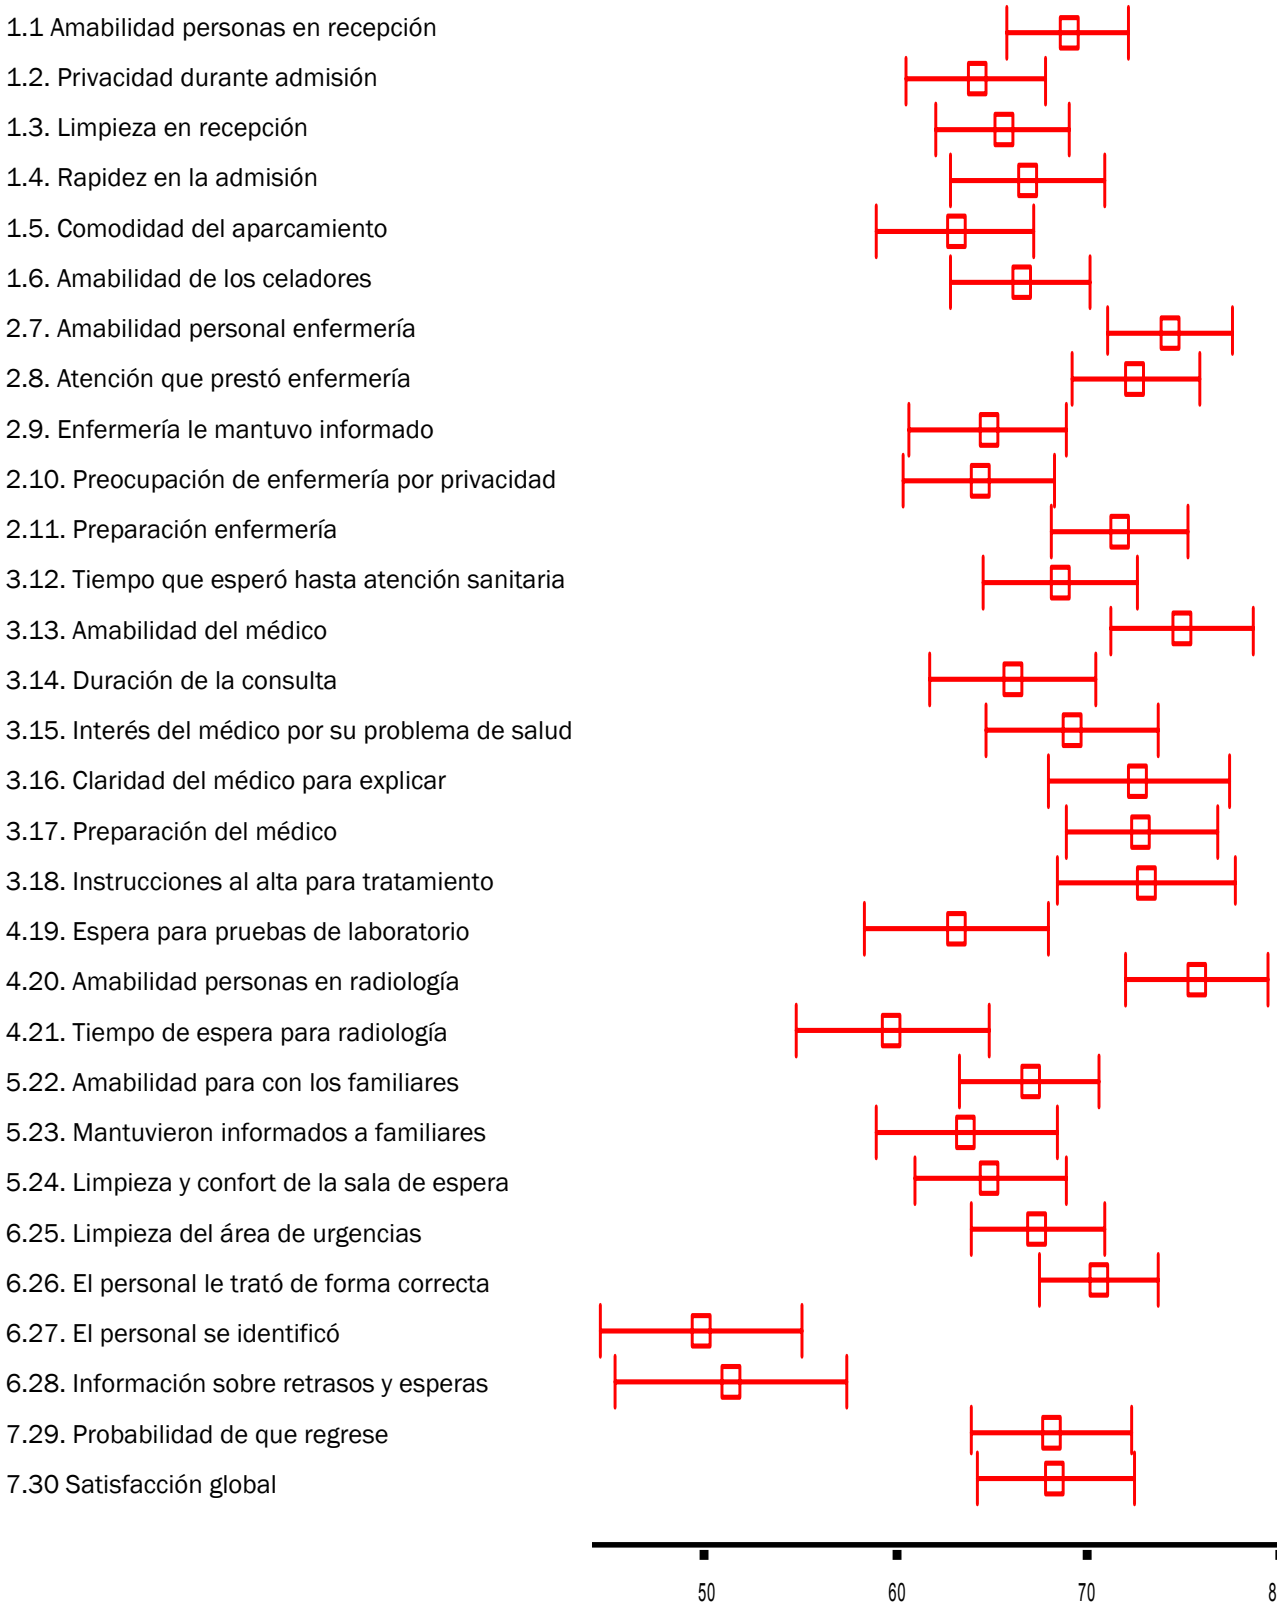 1.1 Amabilidad personas en recepción
1.2. Privacidad durante admisión
1.3. Limpieza en recepción
1.4. Rapidez en la admisión
1.5. Comodidad del aparcamiento
1.6. Amabilidad de los celadores
2.7. Amabilidad personal enfermería
2.8. Atención que prestó enfermería
2.9. Enfermería le mantuvo informado
2.10. Preocupación de enfermería por privacidad
2.11. Preparación enfermería
3.12. Tiempo que esperó hasta atención sanitaria
3.13. Amabilidad del médico
3.14. Duración de la consulta
3.15. Interés del médico por su problema de salud
3.16. Claridad del médico para explicar
3.17. Preparación del médico
3.18. Instrucciones al alta para tratamiento
4.19. Espera para pruebas de laboratorio
4.20. Amabilidad personas en radiología
4.21. Tiempo de espera para radiología
5.22. Amabilidad para con los familiares
5.23. Mantuvieron informados a familiares
5.24. Limpieza y confort de la sala de espera
6.25. Limpieza del área de urgencias
6.26. El personal le trató de forma correcta
6.27. El personal se identificó
6.28. Información sobre retrasos y esperas
7.29. Probabilidad de que regrese
7.30 Satisfacción global
50 60 70 8